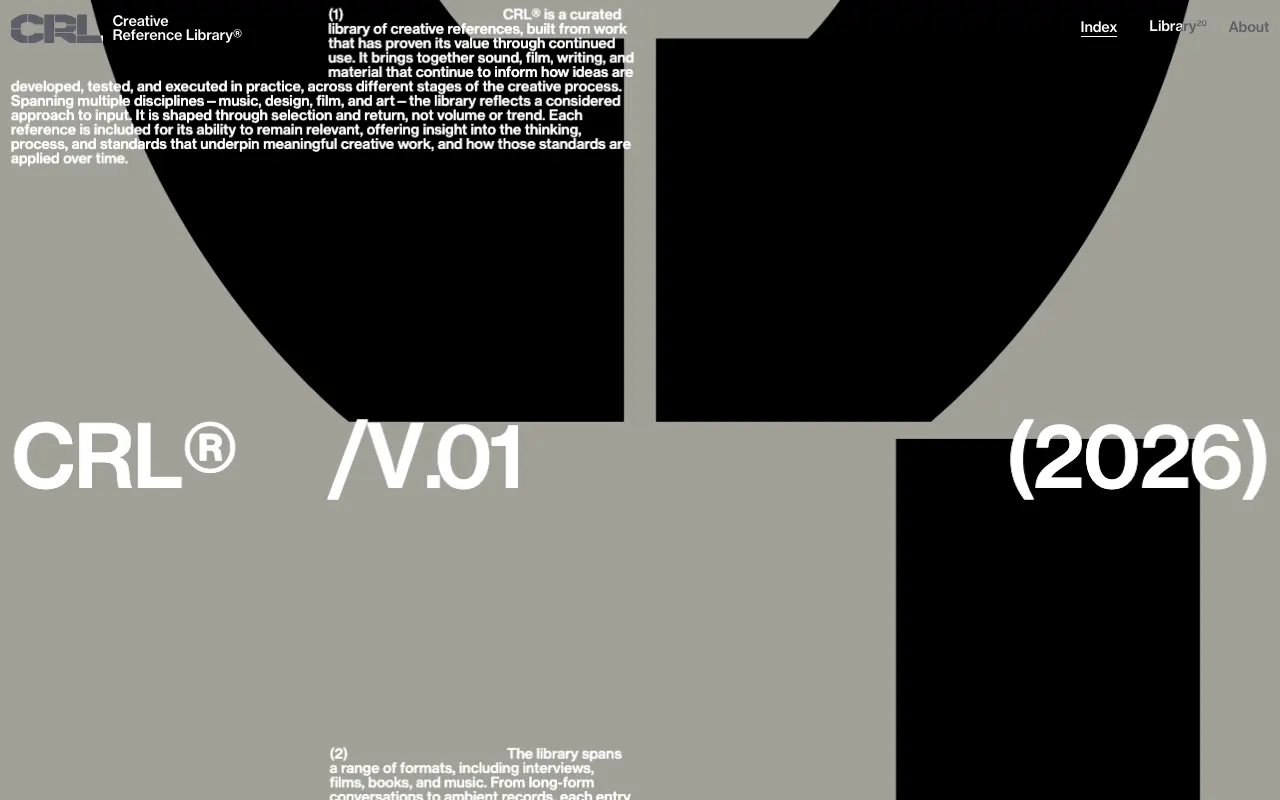 CRL
Creative
Reference Library®
Index
Library20
About
(1) CRL® is a curated
library of creative references, built from work
that has proven its value through continued
use. It brings together sound, film, writing, and
material that continue to inform how ideas are
developed, tested, and executed in practice, across different stages of the creative process.
Spanning multiple disciplines – music, design, film, and art – the library reflects a considered
approach to input. It is shaped through selection and return, not volume or trend. Each
reference is included for its ability to remain relevant, offering insight into the thinking,
process, and standards that underpin meaningful creative work, and how those standards are
applied over time.
CRL® /V.01 (2026)
(2) The library spans
a range of formats, including interviews,
films, books, and music. From long-form
conversations to ambient records, each entry